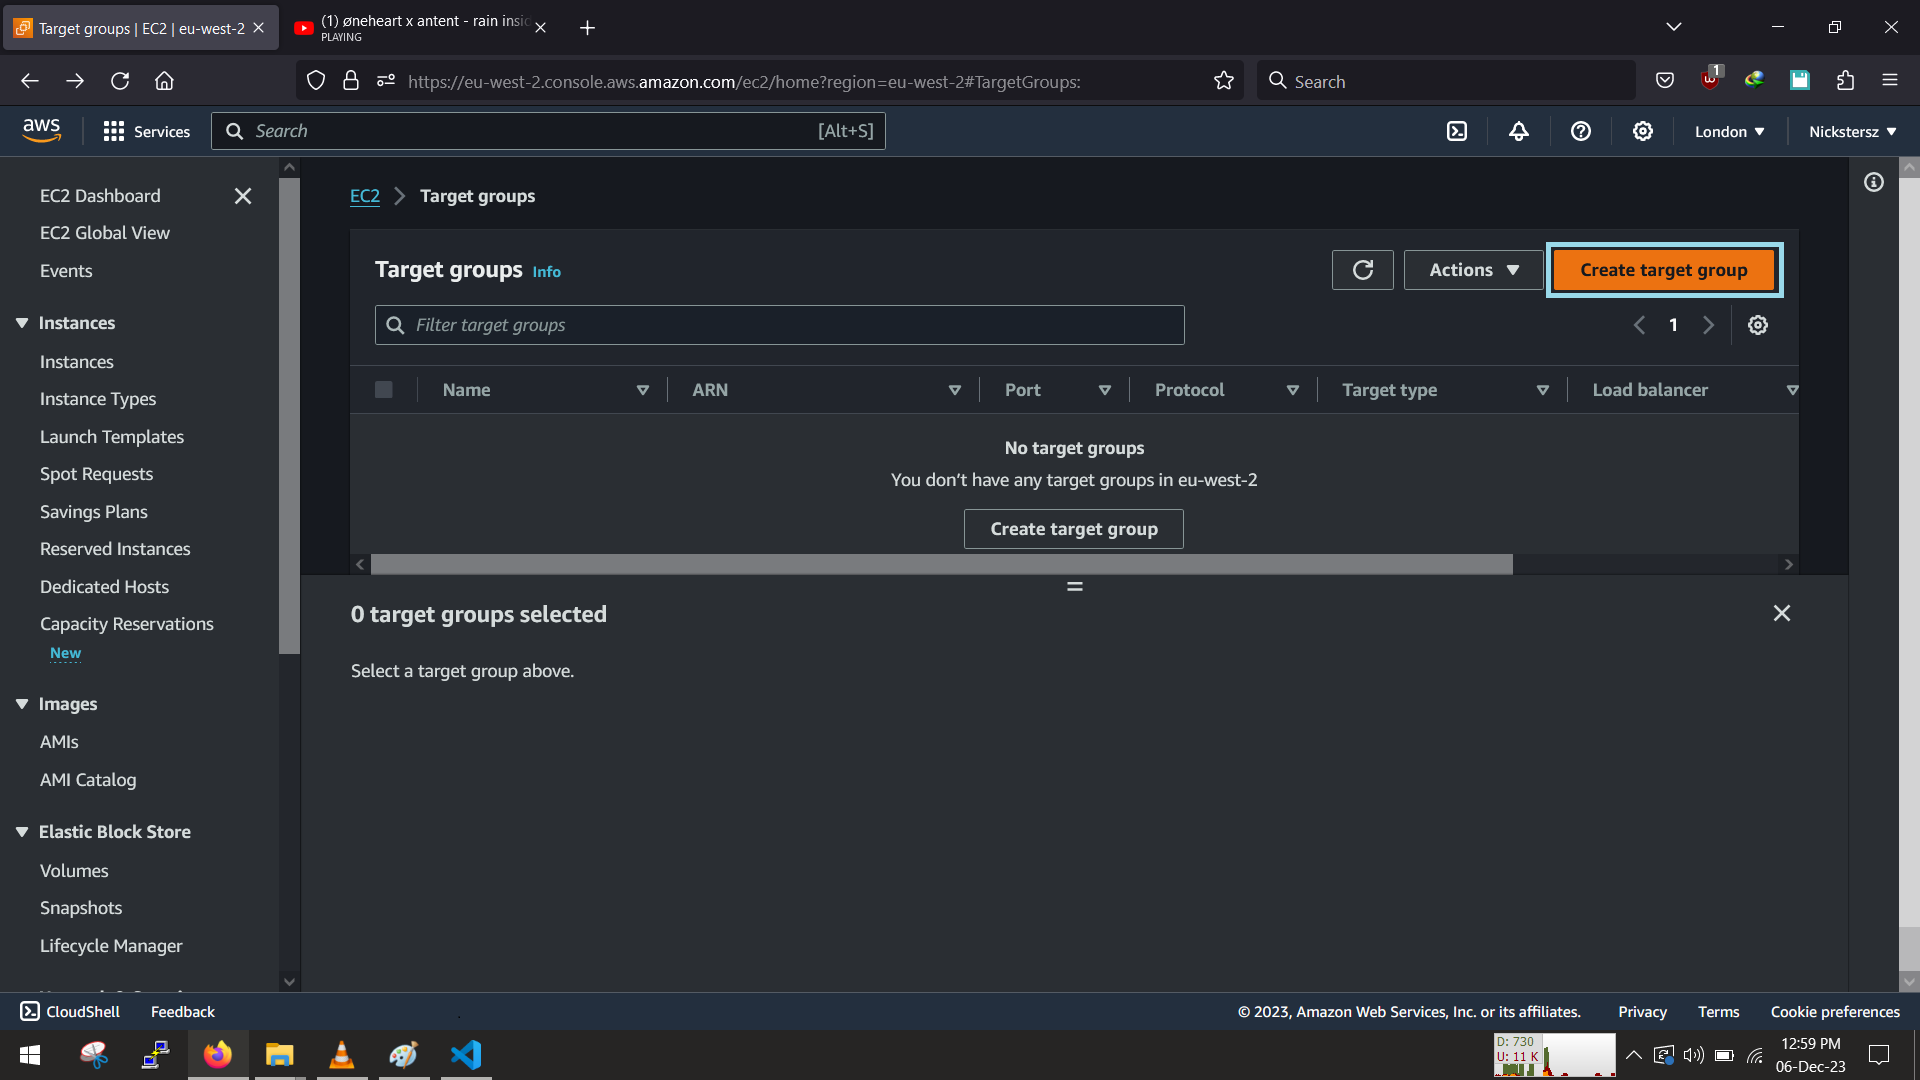 Target groups | EC2 | eu-west-2
(1) øneheart x antent - rain insid
PLAYING
https://eu-west-2.console.aws.amazon.com/ec2/home?region=eu-west-2#TargetGroups:
Search
1
aws
Services
Search
[Alt+S]
London
Nickstersz
EC2 Dashboard
EC2 Global View
Events
Instances
Instances
Instance Types
Launch Templates
Spot Requests
Savings Plans
Reserved Instances
Dedicated Hosts
Capacity Reservations
New
Images
AMIs
AMI Catalog
Elastic Block Store
Volumes
Snapshots
Lifecycle Manager
EC2 > Target groups
Target groups Info
Actions
Create target group
Filter target groups
1
Name ARN Port Protocol Target type Load balancer
No target groups
You don’t have any target groups in eu-west-2
Create target group
0 target groups selected
Select a target group above.
CloudShell Feedback
© 2023, Amazon Web Services, Inc. or its affiliates. Privacy Terms Cookie preferences
D: 730
U: 11 K
12:59 PM
06-Dec-23